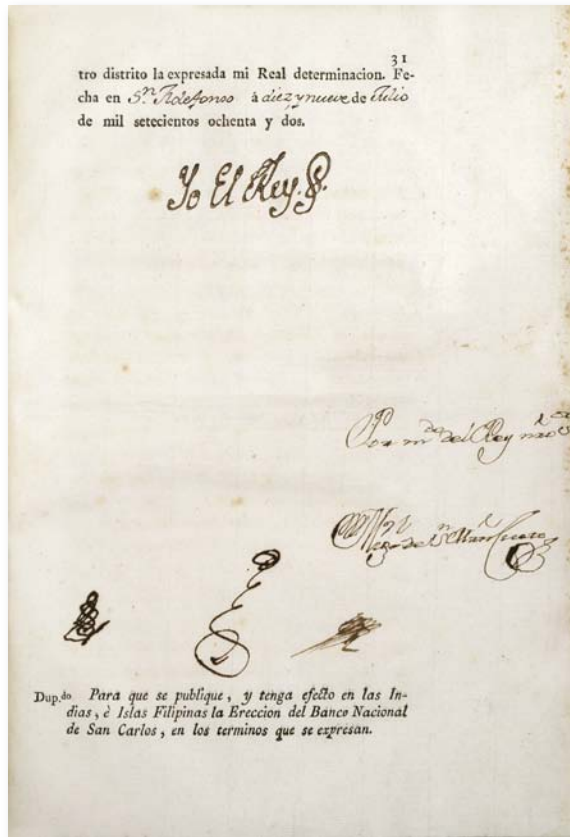 31
tro distrito la expresada mi Real determinacion. Fe-
cha en Sn. Ildefonso à diez y nueve de Julio
de mil setecientos ochenta y dos.
Yo El Rey.
Por mdo. del Rey nro
Dup.do Para que se publique, y tenga efecto en las In-
dias, è Islas Filipinas la Ereccion del Banco Nacional
de San Carlos, en los terminos que se expresan.